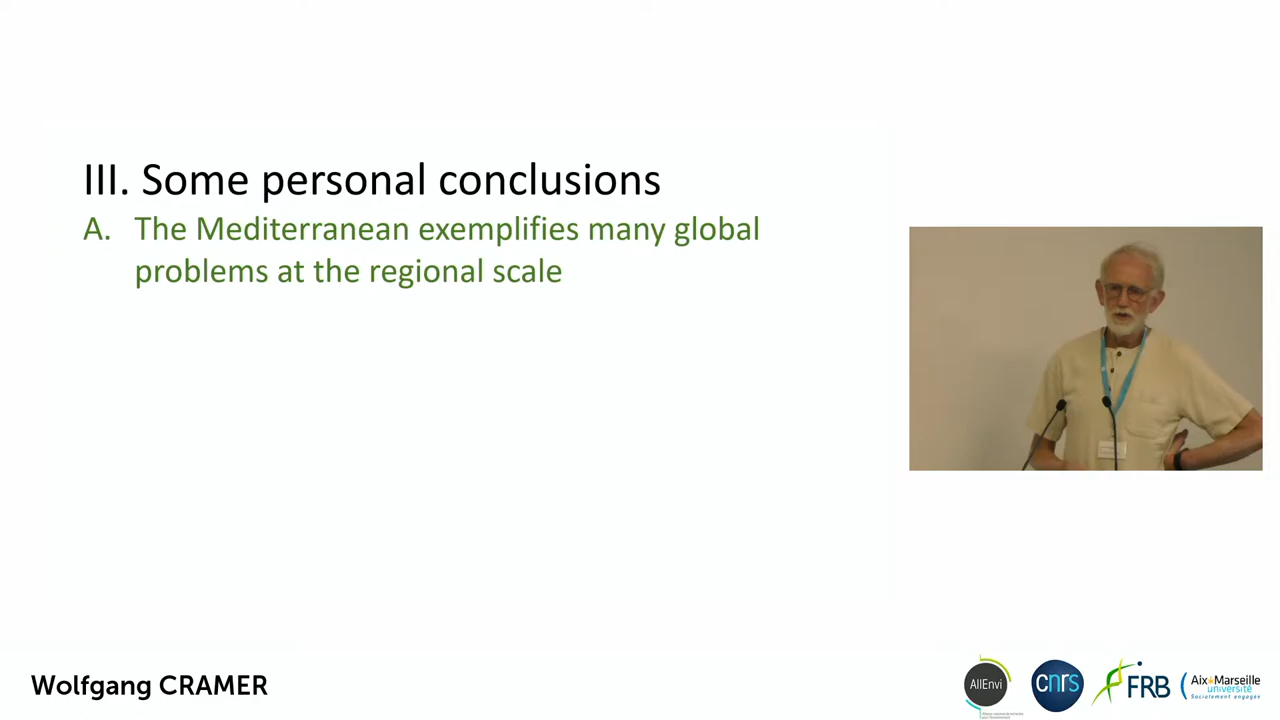 III. Some personal conclusions
A. The Mediterranean exemplifies many global
problems at the regional scale
Wolfgang CRAMER
AllEnvi
cnrs
FRB
Aix Marseille
université
Socialement engagée